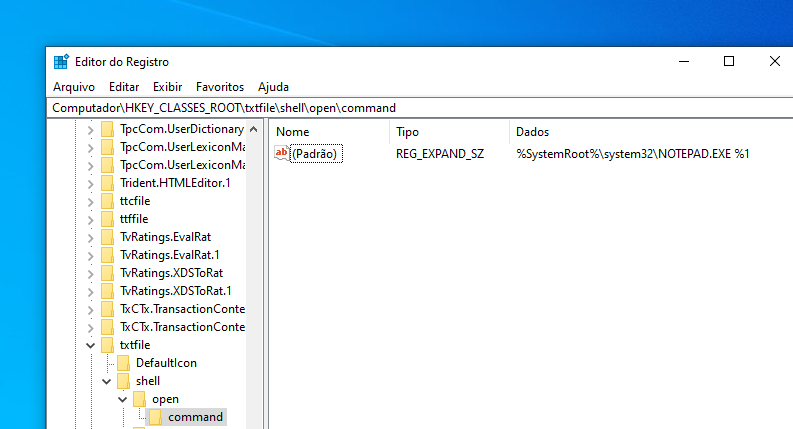 Editor do Registro
Arquivo Editar Exibir Favoritos Ajuda
Computador\HKEY_CLASSES_ROOT\txtfile\shell\open\command
TpcCom.UserDictionary
TpcCom.UserLexiconMa
TpcCom.UserLexiconMa
Trident.HTMLEditor.1
ttcfile
ttffile
TvRatings.EvalRat
TvRatings.EvalRat.1
TvRatings.XDSToRat
TvRatings.XDSToRat.1
TxCTx.TransactionConte
TxCTx.TransactionConte
txtfile
DefaultIcon
shell
open
command
Nome Tipo Dados
ab (Padrão) REG_EXPAND_SZ %SystemRoot%\system32\NOTEPAD.EXE %1